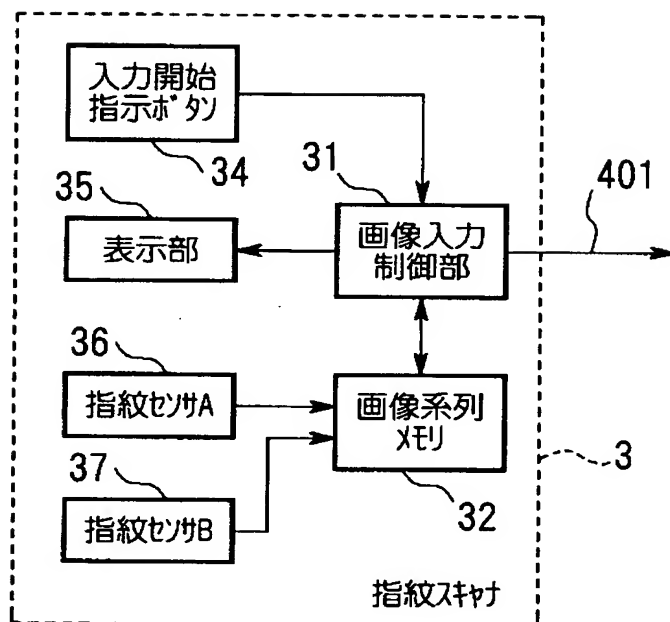 入力開始
指示ボタン
34
31
401
35
表示部
画像入力
制御部
36
指紋センサA
画像系列
メモリ
37
指紋センサB
32
3
指紋スキャナ